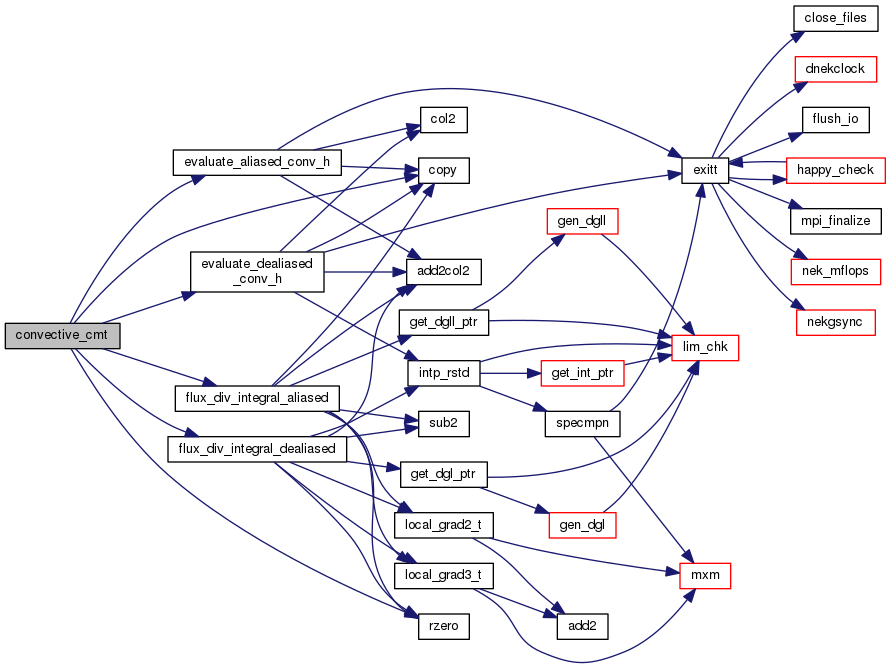 convective_cmt
evaluate_aliased_conv_h
evaluate_dealiased
_conv_h
flux_div_integral_aliased
flux_div_integral_dealiased
col2
copy
add2col2
get_dgll_ptr
intp_rstd
sub2
get_dgl_ptr
local_grad2_t
local_grad3_t
rzero
gen_dgll
get_int_ptr
specmpn
gen_dgl
add2
exitt
lim_chk
mxm
close_files
dnekclock
flush_io
happy_check
mpi_finalize
nek_mflops
nekgsync